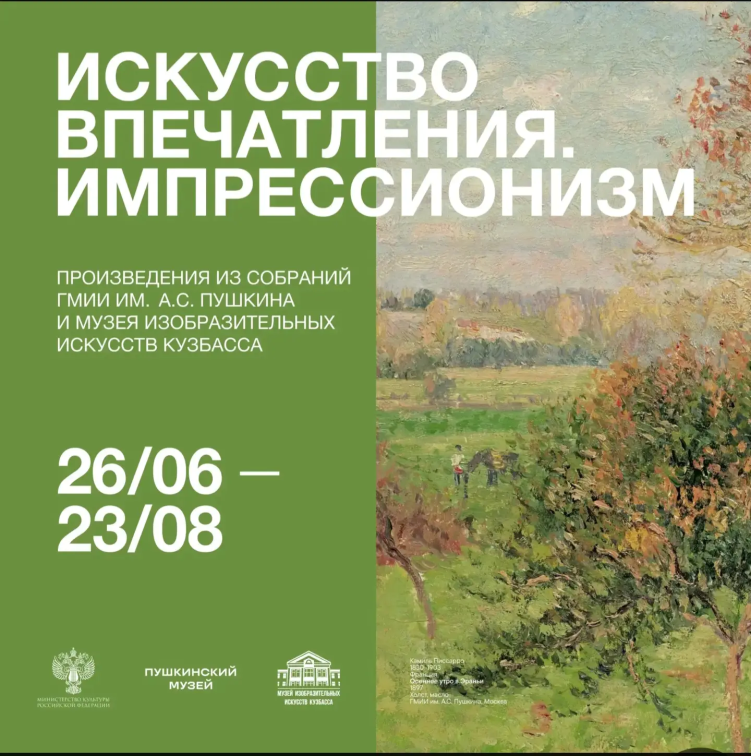 ИСКУССТВО
ВПЕЧАТЛЕНИЯ.
ИМПРЕССИОНИЗМ
ПРОИЗВЕДЕНИЯ ИЗ СОБРАНИЙ
ГМИИ ИМ. А.С. ПУШКИНА
И МУЗЕЯ ИЗОБРАЗИТЕЛЬНЫХ
ИСКУССТВ КУЗБАССА
26/06 —
23/08
МИНИСТЕРСТВО КУЛЬТУРЫ
РОССИЙСКОЙ ФЕДЕРАЦИИ
ПУШКИНСКИЙ
МУЗЕЙ
МУЗЕЙ ИЗОБРАЗИТЕЛЬНЫХ
ИСКУССТВ КУЗБАССА
Камиль Писсарро
1830–1903
Франция
Осеннее утро в Эраньи
1897
Холст, масло
ГМИИ им. А.С. Пушкина, Москва